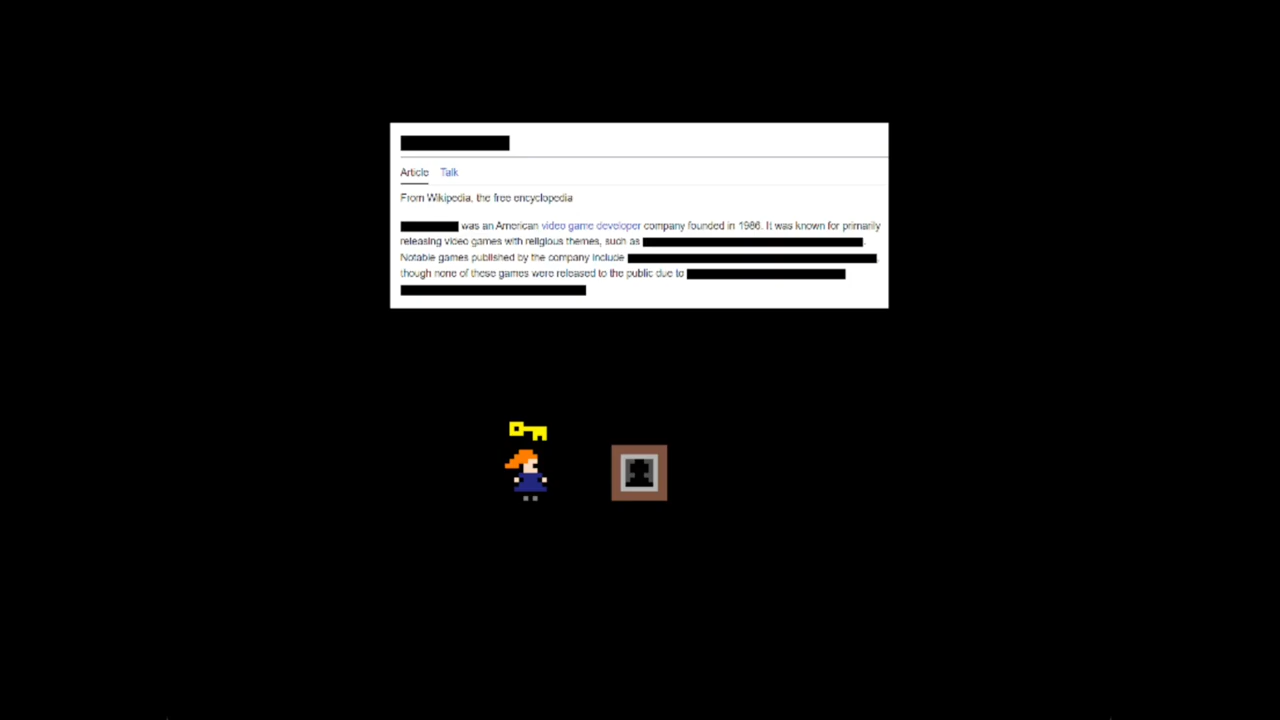 Article Talk
From Wikipedia, the free encyclopedia
was an American video game developer company founded in 1986. It was known for primarily
releasing video games with religious themes, such as .
Notable games published by the company include ,
though none of these games were released to the public due to